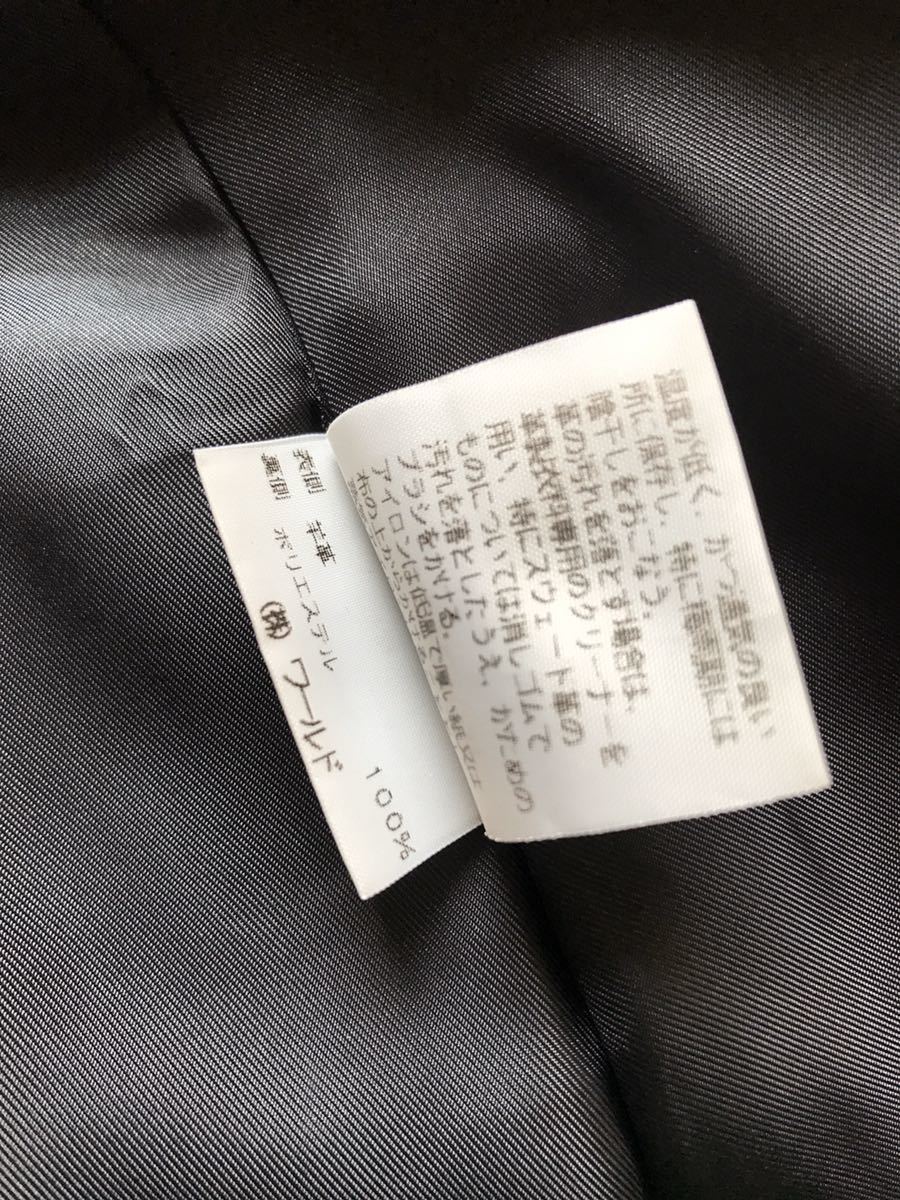 表側 羊革
裏側 ポリエステル 100%
(株) ワールド
温度が低く、かつ通気の良い
所に保存し、特に梅雨期には
陰干しをおこなう。
革の汚れを落とす場合は、
専用のクリーナーを
用い、特にスウェード革の
ものについては消しゴムで
汚れを落としたうえ、かための
ブラシをかける。
アイロンは低温で厚い